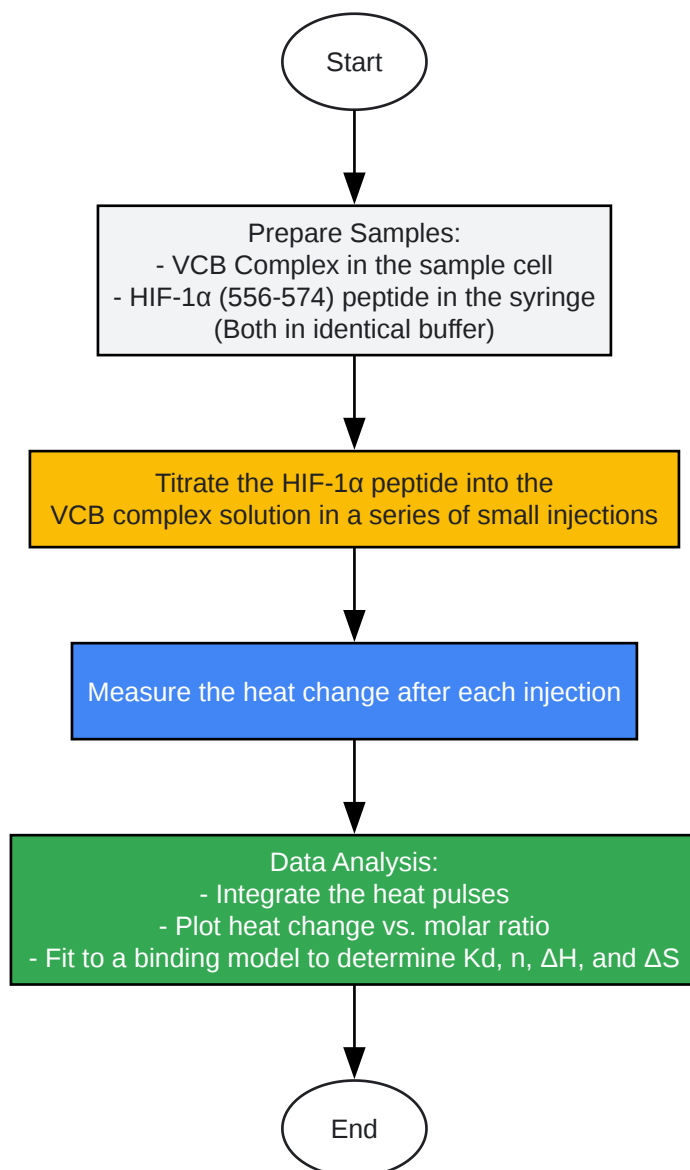 Start
Prepare Samples:
- VCB Complex in the sample cell
- HIF-1α (556-574) peptide in the syringe
(Both in identical buffer)
Titrate the HIF-1α peptide into the
VCB complex solution in a series of small injections
Measure the heat change after each injection
Data Analysis:
- Integrate the heat pulses
- Plot heat change vs. molar ratio
- Fit to a binding model to determine Kd, n, ΔH, and ΔS
End